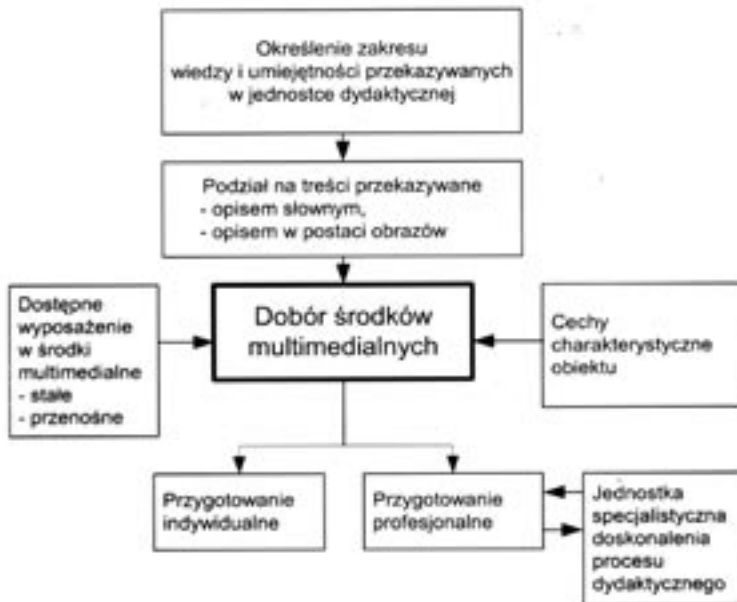 Określenie zakresu
wiedzy i umiejętności przekazywanych
w jednostce dydaktycznej
Podział na treści przekazywane
- opisem słownym,
- opisem w postaci obrazów
Dostępne
wyposażenie
w środki
multimedialne
- stałe
- przenośne
Dobór środków
multimedialnych
Cechy
charakterystyczne
obiektu
Przygotowanie
indywidualne
Przygotowanie
profesjonalne
Jednostka
specjalistyczna
doskonalenia
procesu
dydaktycznego